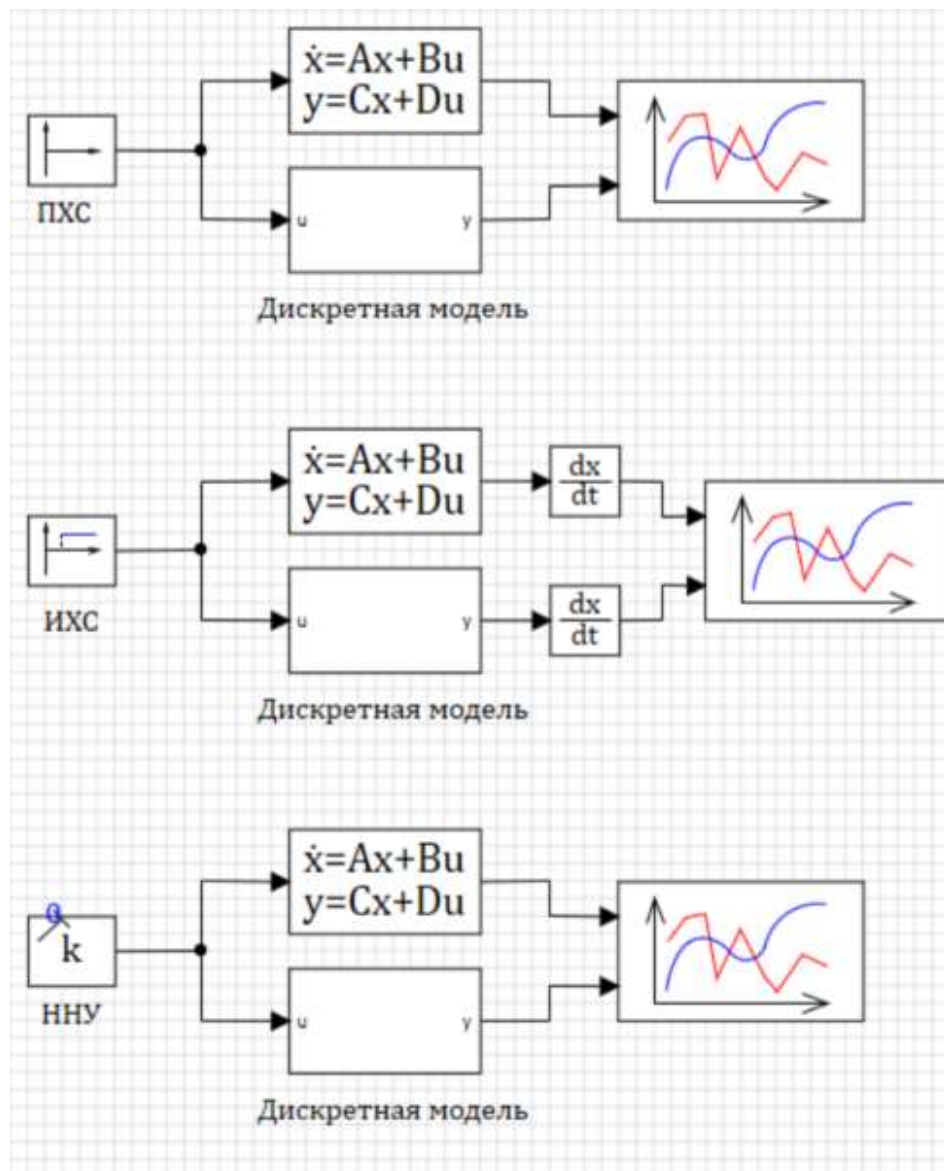 ẋ=Ax+Bu
y=Cx+Du
ПХС
u y
Дискретная модель
ẋ=Ax+Bu
y=Cx+Du
dx
dt
ИХС
u y
dx
dt
Дискретная модель
0
ẋ=Ax+Bu
y=Cx+Du
k
ННУ
u y
Дискретная модель